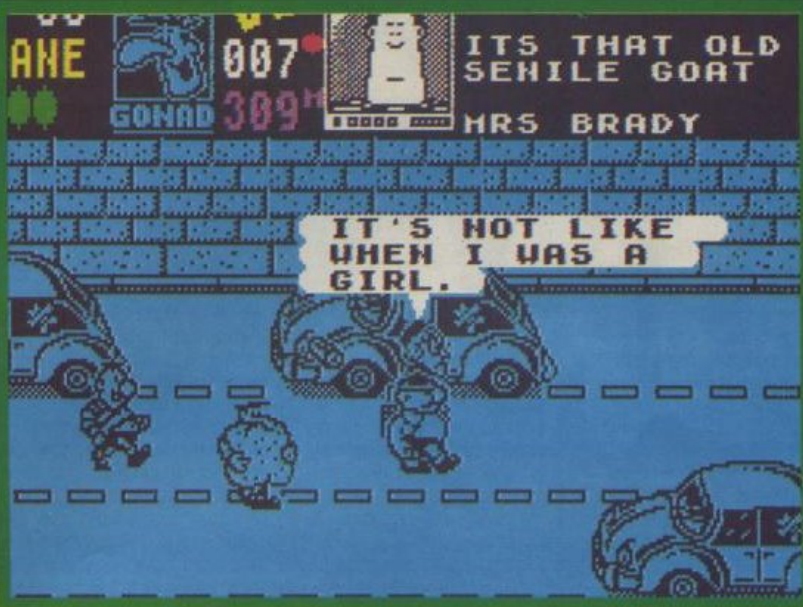 ANE
GONAD
007
309M
ITS THAT OLD
SENILE GOAT
MRS BRADY
IT'S NOT LIKE
WHEN I WAS A
GIRL.